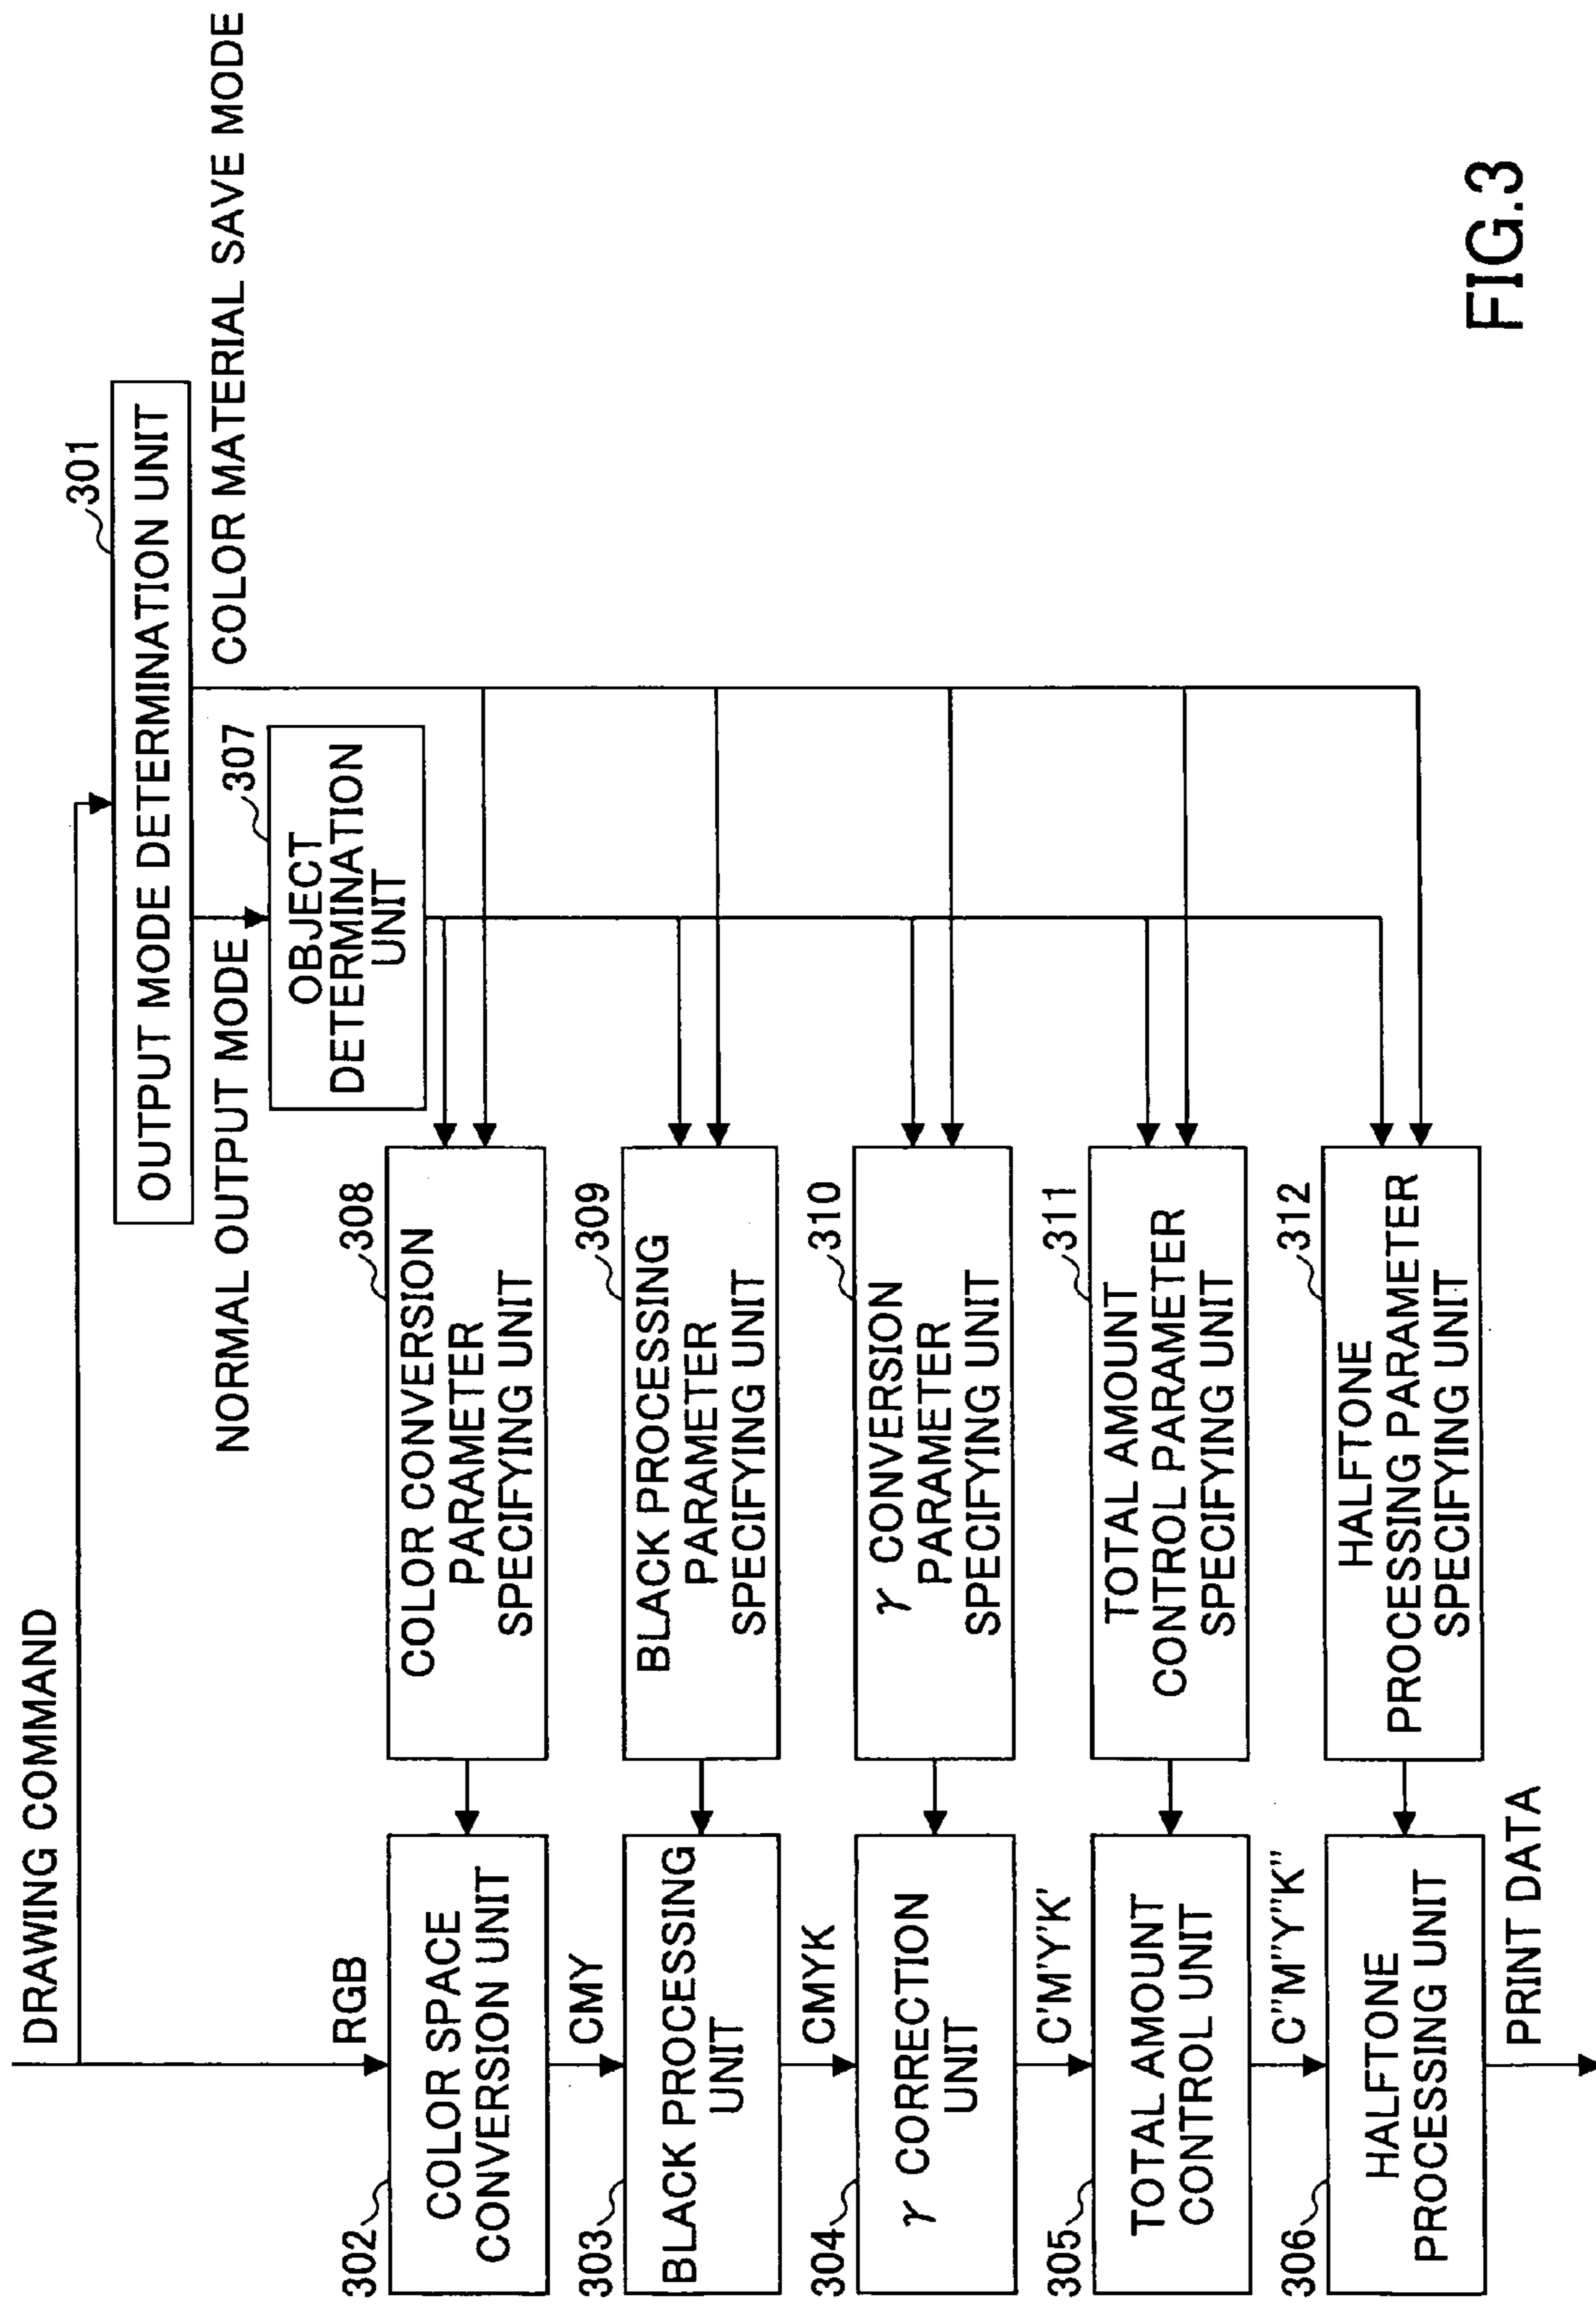 DRAWING COMMAND
301
OUTPUT MODE DETERMINATION UNIT
NORMAL OUTPUT MODE
COLOR MATERIAL SAVE MODE
307
OBJECT
DETERMINATION
UNIT
RGB
302
COLOR SPACE
CONVERSION UNIT
308
COLOR CONVERSION
PARAMETER
SPECIFYING UNIT
CMY
303
BLACK PROCESSING
UNIT
309
BLACK PROCESSING
PARAMETER
SPECIFYING UNIT
CMYK
304
γ CORRECTION
UNIT
310
γ CONVERSION
PARAMETER
SPECIFYING UNIT
C'M'Y'K'
305
TOTAL AMOUNT
CONTROL UNIT
311
TOTAL AMOUNT
CONTROL PARAMETER
SPECIFYING UNIT
C"M"Y"K"
306
HALFTONE
PROCESSING UNIT
312
HALFTONE
PROCESSING PARAMETER
SPECIFYING UNIT
PRINT DATA
FIG.3